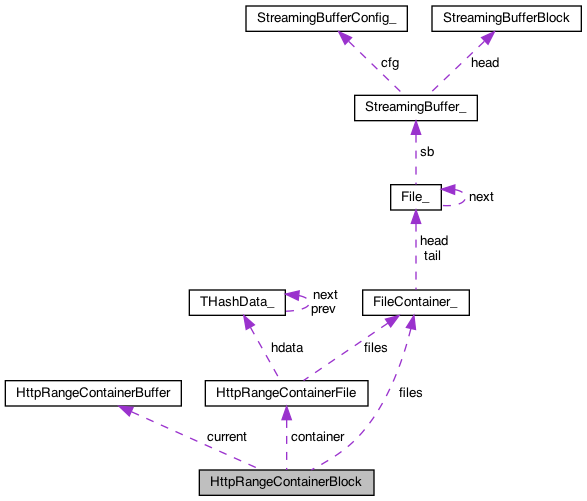 StreamingBufferConfig_
StreamingBufferBlock
cfg
head
StreamingBuffer_
sb
File_
next
head
tail
THashData_
next
prev
FileContainer_
hdata
files
HttpRangeContainerBuffer
HttpRangeContainerFile
files
current
container
HttpRangeContainerBlock